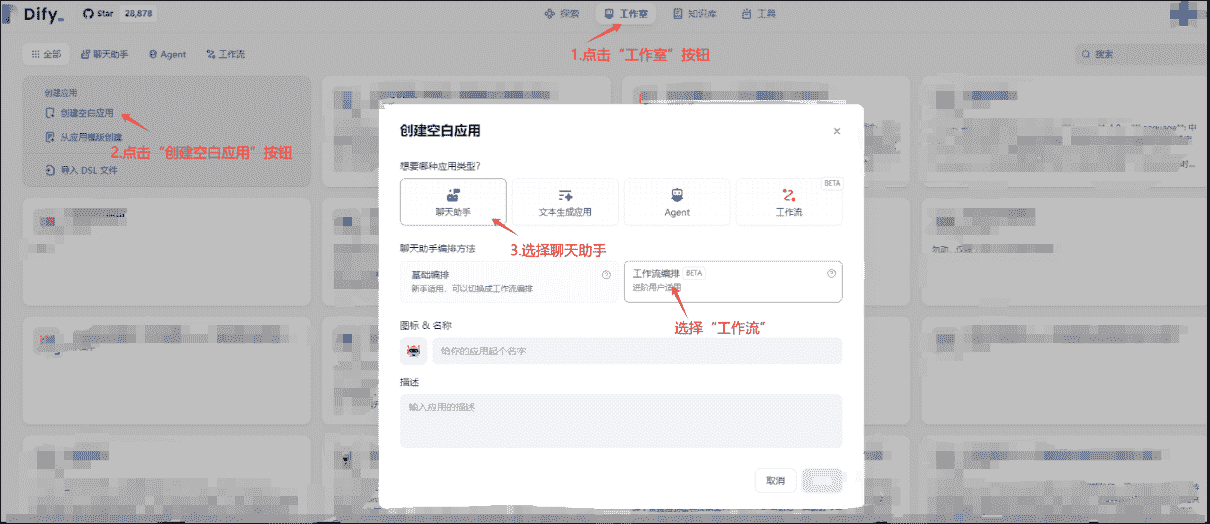 Dify_
Star 28,878
探索 工作室 知识库 工具
1.点击“工作室”按钮
全部 聊天助手 Agent 工作流
搜索
创建应用
创建空白应用
从应用模版创建
2.点击“创建空白应用”按钮
导入 DSL 文件
创建空白应用
想要哪种应用类型?
聊天助手 文本生成应用 Agent 工作流 BETA
3.选择聊天助手
聊天助手编排方法
基础编排
新手适用,可以切换成工作流编排
工作流编排 BETA
进阶用户适用
选择“工作流”
图标 & 名称
给你的应用起个名字
描述
输入应用的描述
取消